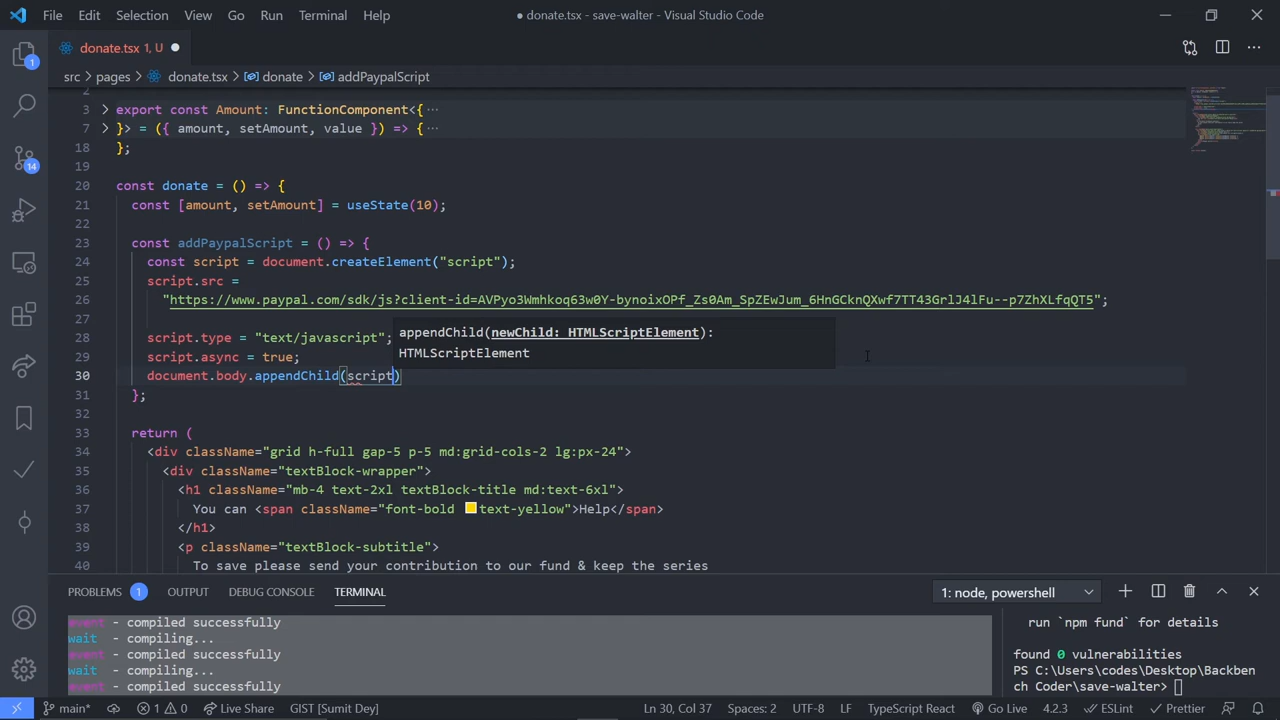 File Edit Selection View Go Run Terminal Help ● donate.tsx - save-walter - Visual Studio Code
donate.tsx 1, U
src > pages > donate.tsx > donate > addPaypalScript
2
3 export const Amount: FunctionComponent<{ ···
7 }> = ({ amount, setAmount, value }) => { ···
18 };
19
20 const donate = () => {
21 const [amount, setAmount] = useState(10);
22
23 const addPaypalScript = () => {
24 const script = document.createElement("script");
25 script.src =
26 "https://www.paypal.com/sdk/js?client-id=AVPyo3Wmhkoq63w0Y-bynoixOPf_Zs0Am_SpZEwJum_6HnGCknQXwf7TT43GrlJ4lFu--p7ZhXLfqQT5";
27
28 script.type = "text/javascript";
appendChild(newChild: HTMLScriptElement):
HTMLScriptElement
29 script.async = true;
30 document.body.appendChild(script)
31 };
32
33 return (
34 <div className="grid h-full gap-5 p-5 md:grid-cols-2 lg:px-24">
35 <div className="textBlock-wrapper">
36 <h1 className="mb-4 text-2xl textBlock-title md:text-6xl">
37 You can <span className="font-bold text-yellow">Help</span>
38 </h1>
39 <p className="textBlock-subtitle">
40 To save please send your contribution to our fund & keep the series
1
14
PROBLEMS 1 OUTPUT DEBUG CONSOLE TERMINAL 1: node, powershell
event - compiled successfully
wait - compiling...
event - compiled successfully
wait - compiling...
event - compiled successfully
run `npm fund` for details
found 0 vulnerabilities
PS C:\Users\codes\Desktop\Backben
ch Coder\save-walter>
main* 1 0 Live Share GIST [Sumit Dey] Ln 30, Col 37 Spaces: 2 UTF-8 LF TypeScript React Go Live 4.2.3 ESLint Prettier